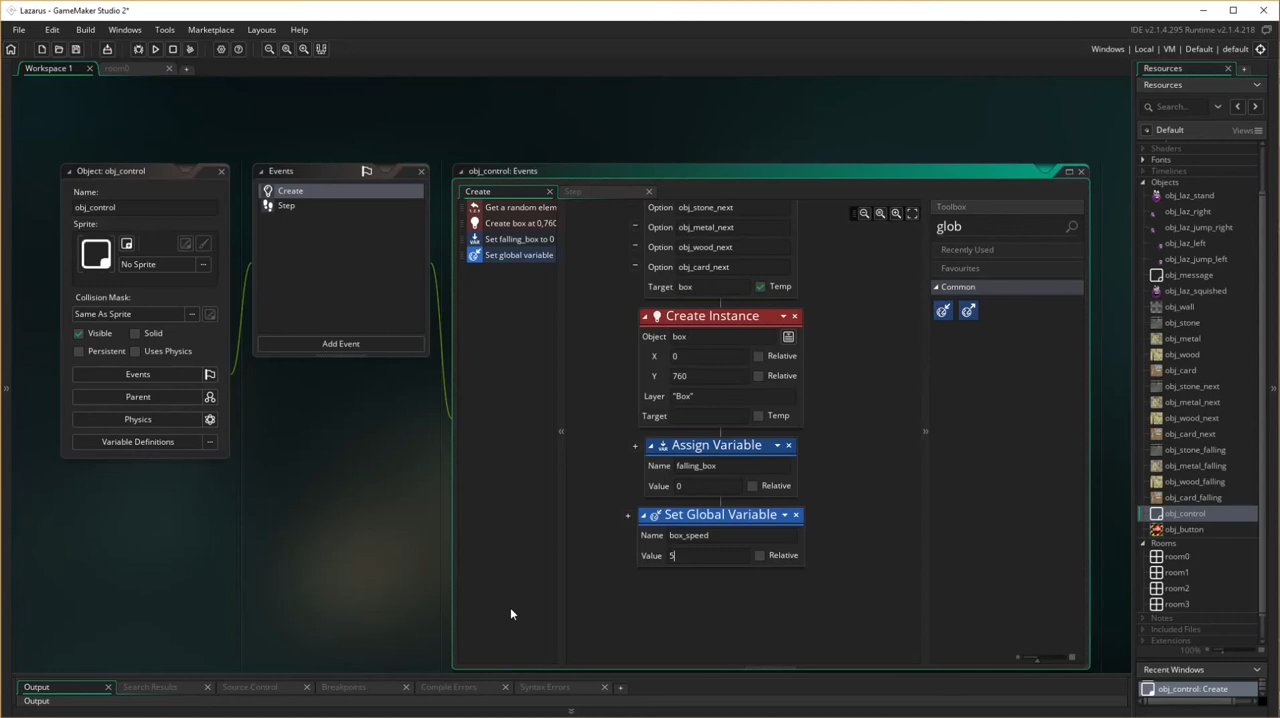 Lazarus - GameMaker Studio 2*
File Edit Build Windows Tools Marketplace Layouts Help
IDE v2.1.4.295 Runtime v2.1.4.218
Windows | Local | VM | Default | default
Workspace 1
room0
Resources
Resources
Search...
Default
Views
Shaders
Fonts
Timelines
Objects
obj_laz_stand
obj_laz_right
obj_laz_jump_right
obj_laz_left
obj_laz_jump_left
obj_message
obj_laz_squished
obj_wall
obj_stone
obj_metal
obj_wood
obj_card
obj_stone_next
obj_metal_next
obj_wood_next
obj_card_next
obj_stone_falling
obj_metal_falling
obj_wood_falling
obj_card_falling
obj_control
obj_button
Rooms
room0
room1
room2
room3
Notes
Included Files
Extensions
100%
Recent Windows
obj_control: Create
Object: obj_control
Name:
obj_control
Sprite:
No Sprite
Collision Mask:
Same As Sprite
Visible
Solid
Persistent
Uses Physics
Events
Parent
Physics
Variable Definitions
Events
Create
Step
Add Event
obj_control: Events
Create
Step
Get a random elem
Create box at 0,760
Set falling_box to 0
Set global variable
Option obj_stone_next
Option obj_metal_next
Option obj_wood_next
Option obj_card_next
Target box Temp
Create Instance
Object box
X 0 Relative
Y 760 Relative
Layer "Box"
Target Temp
Assign Variable
Name falling_box
Value 0 Relative
Set Global Variable
Name box_speed
Value 5 Relative
Toolbox
glob
Recently Used
Favourites
Common
Output
Search Results
Source Control
Breakpoints
Compile Errors
Syntax Errors
Output